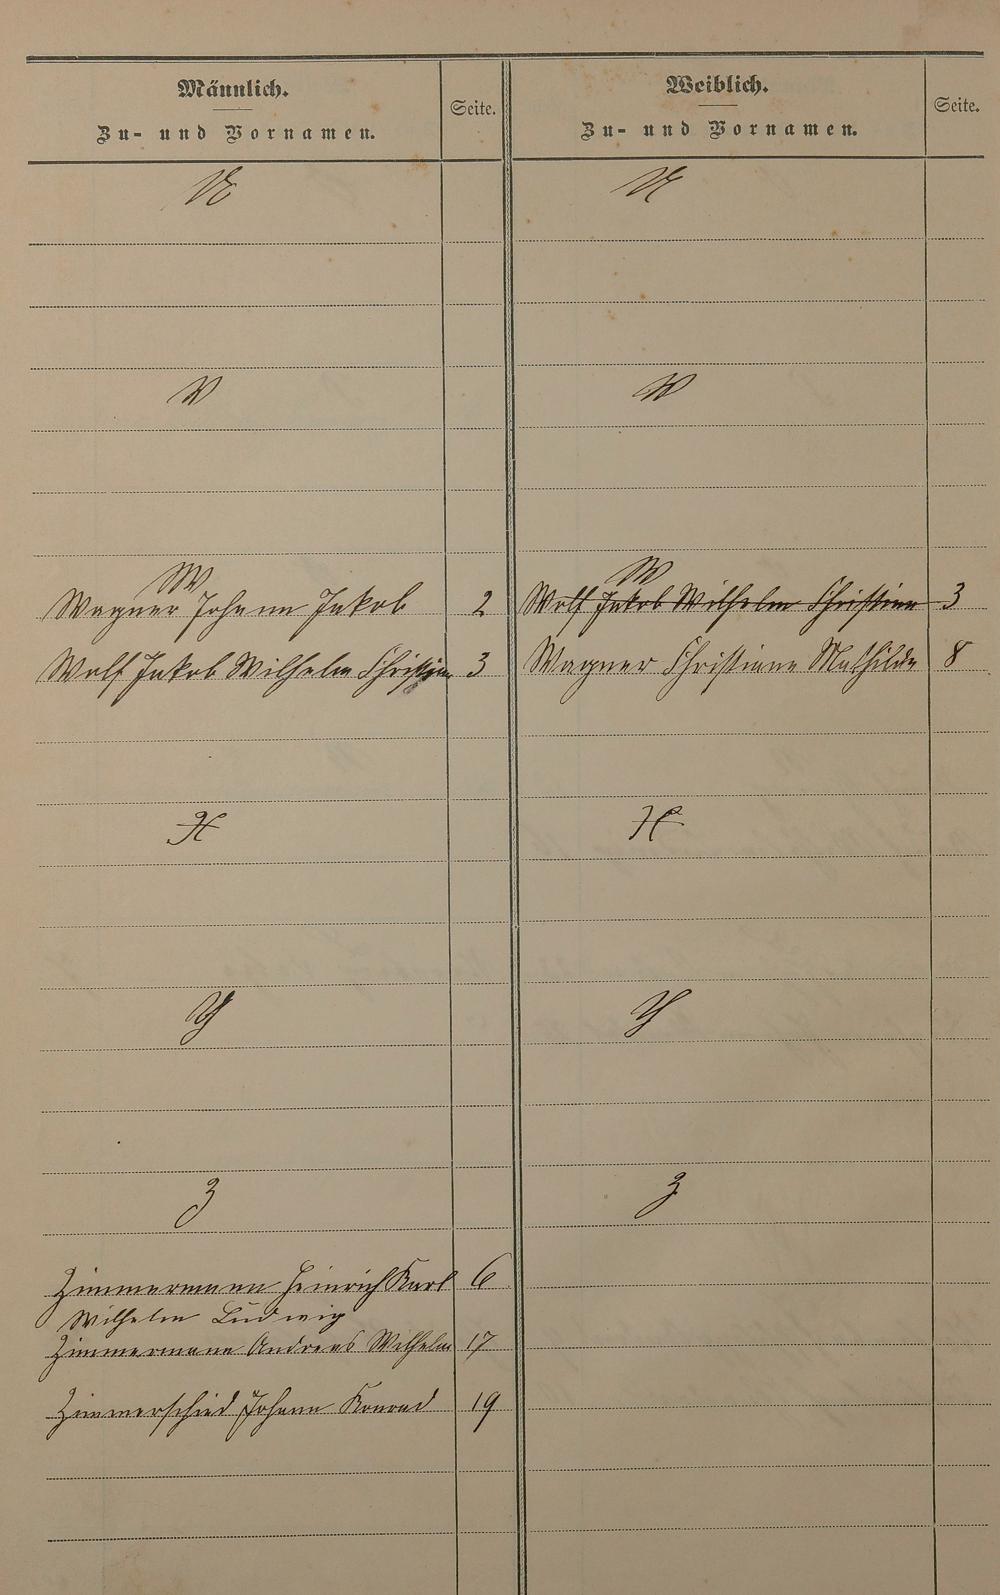 Männlich.
Zu- und Vornamen.
Seite.
Weiblich.
Zu- und Vornamen.
Seite.
U
U
V
V
W
W
Wagner Johann Jakob 2
Wolf Jakob Wilhelm Christian 3
Wolf Jakob Wilhelm Christian 3
Wagner Christiane Mathilde 8
X
X
Y
Y
Z
Z
Zimmermann Heinrich Karl 6
Wilhelm Ludwig
Zimmermann Andreas Wilhelm 17
Zimmerschied Johann Konrad 19